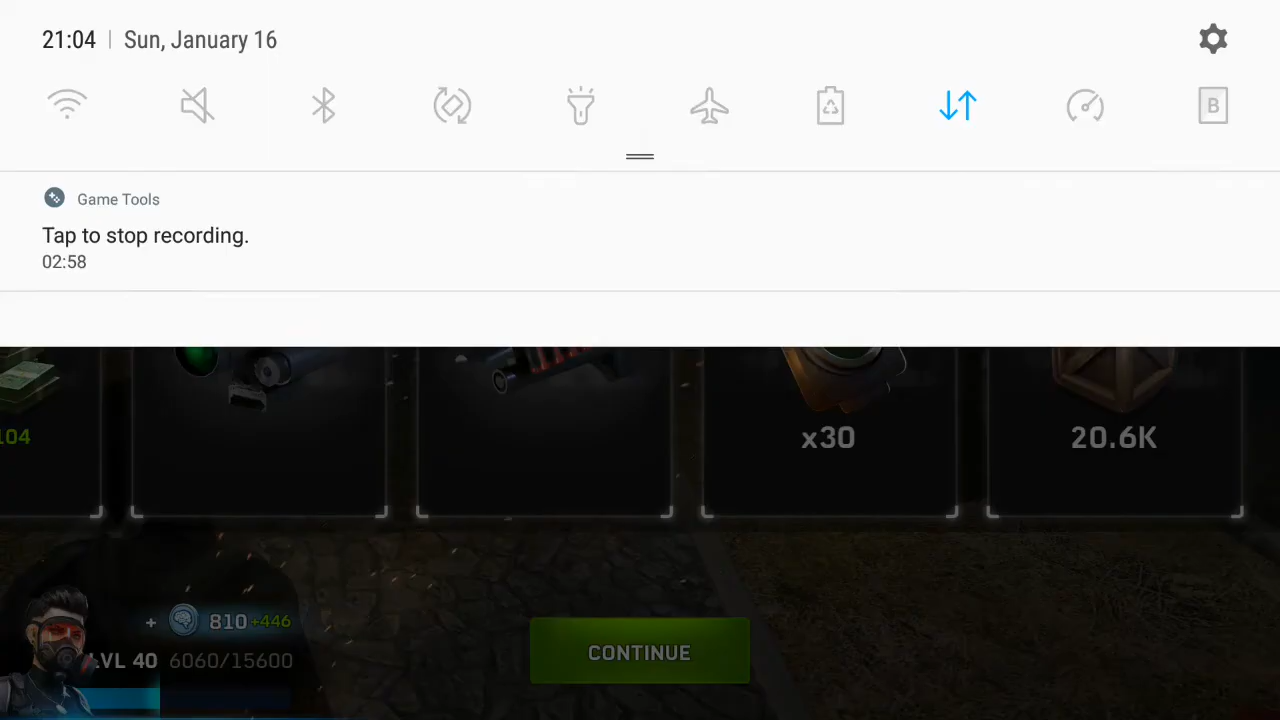 21:04 | Sun, January 16
B
Game Tools
Tap to stop recording.
02:58
104
x30
20.6K
+ 810 +446
LVL 40 6060/15600
CONTINUE